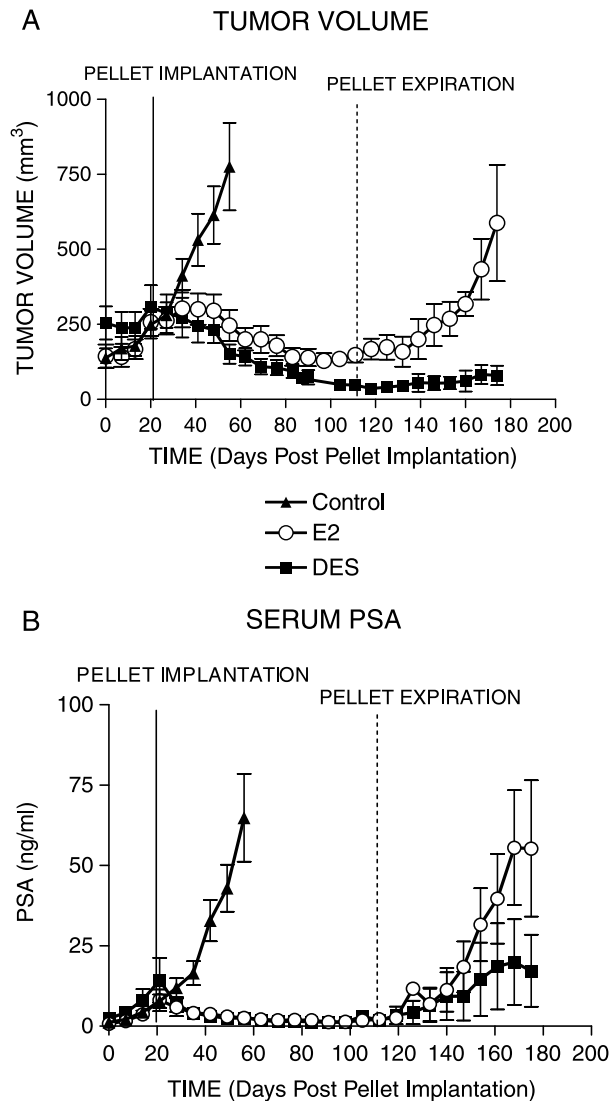 A TUMOR VOLUME
PELLET IMPLANTATION
PELLET EXPIRATION
1000
750
500
250
0
TUMOR VOLUME (mm³)
0 20 40 60 80 100 120 140 160 180 200
TIME (Days Post Pellet Implantation)
Control
E2
DES
B SERUM PSA
PELLET IMPLANTATION
PELLET EXPIRATION
100
75
50
25
0
PSA (ng/ml)
0 20 40 60 80 100 120 140 160 180 200
TIME (Days Post Pellet Implantation)